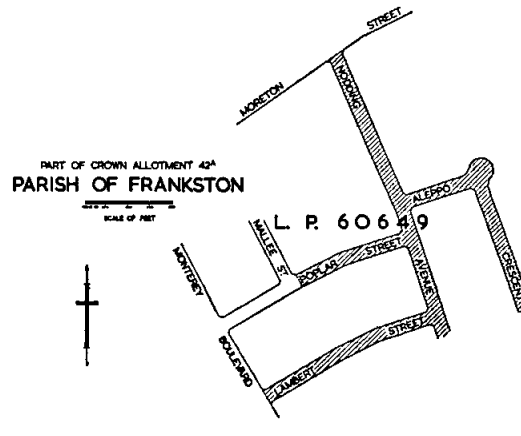 STREET
MORETON
NODDING
PART OF CROWN ALLOTMENT 42A
PARISH OF FRANKSTON
SCALE OF FEET
ALEPPO
L. P. 60649
MALLEE ST.
MONTEREY
POPLAR
STREET
AVENUE
CRESCENT
BOULEVARD
STREET
LAMBERT